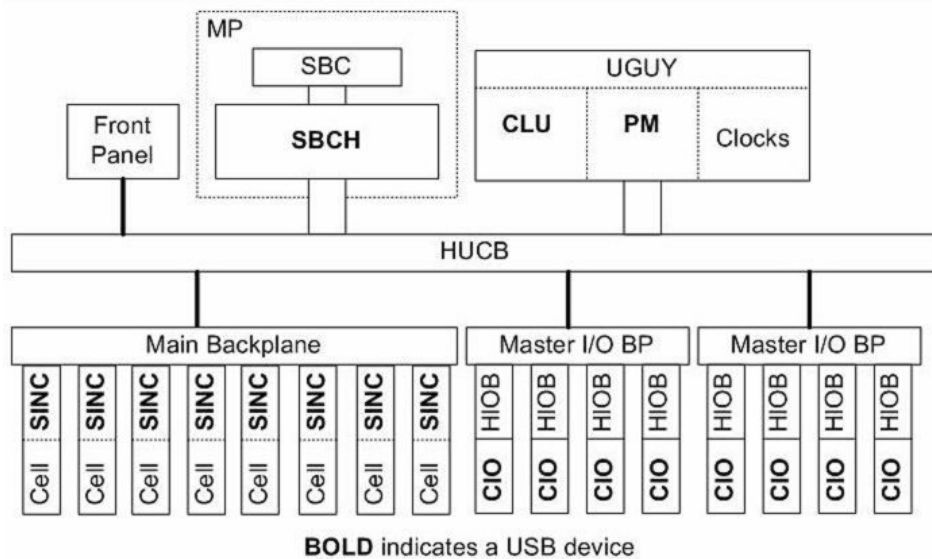 MP
SBC
UGUY
Front
Panel
SBCH
CLU
PM
Clocks
HUCB
Main Backplane
Master I/O BP
Master I/O BP
SINC
SINC
SINC
SINC
SINC
SINC
SINC
SINC
HIOB
HIOB
HIOB
HIOB
HIOB
HIOB
HIOB
HIOB
Cell
Cell
Cell
Cell
Cell
Cell
Cell
Cell
CIO
CIO
CIO
CIO
CIO
CIO
CIO
CIO
BOLD indicates a USB device